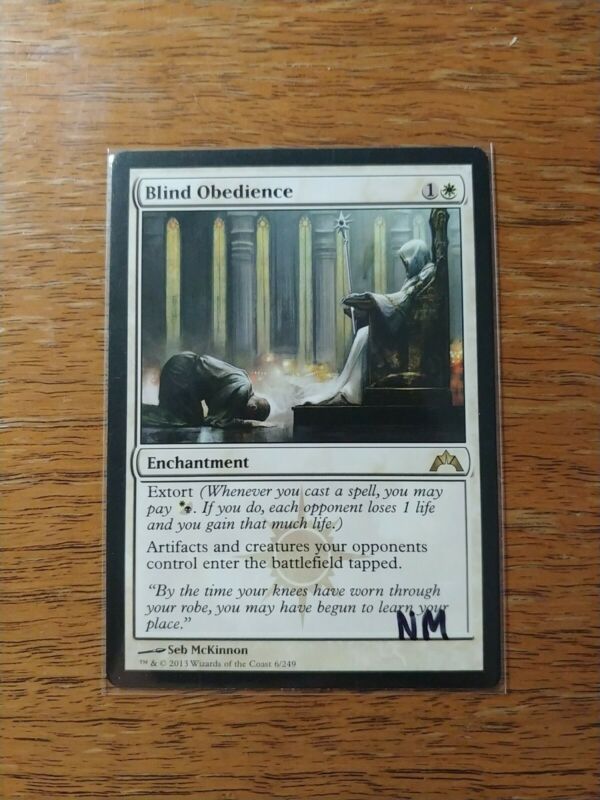 Blind Obedience 1
Enchantment
Extort (Whenever you cast a spell, you may
pay . If you do, each opponent loses 1 life
and you gain that much life.)
Artifacts and creatures your opponents
control enter the battlefield tapped.
"By the time your knees have worn through
your robe, you may have begun to learn your
place."
NM
Seb McKinnon
™ & © 2013 Wizards of the Coast 6/249